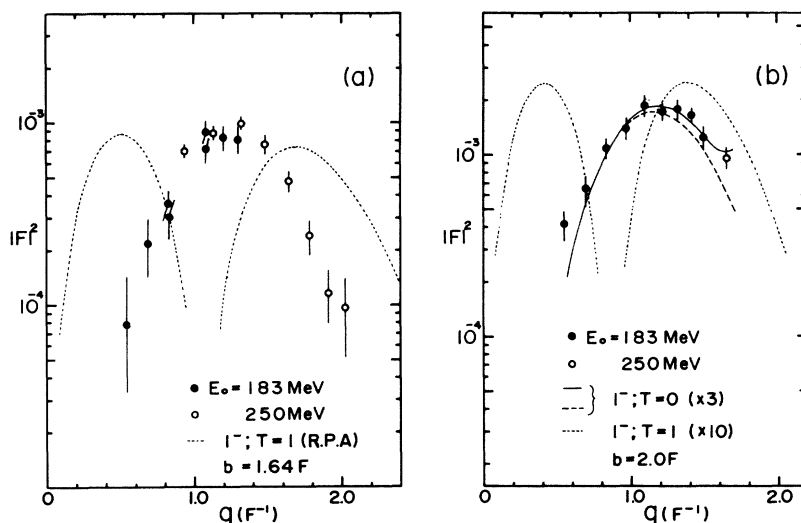 (a)
10⁻³
|F|²
10⁻⁴
● E₀ = 183 MeV
○ 250 MEV
1⁻; T = 1 (R.P.A)
b = 1.64 F
0 1.0 2.0
q (F⁻¹)
(b)
10⁻³
|F|²
10⁻⁴
● E₀ = 183 MeV
○ 250 MEV
1⁻; T = 0 (×3)
1⁻; T = 1 (×10)
b = 2.0 F
0 1.0 2.0
q (F⁻¹)